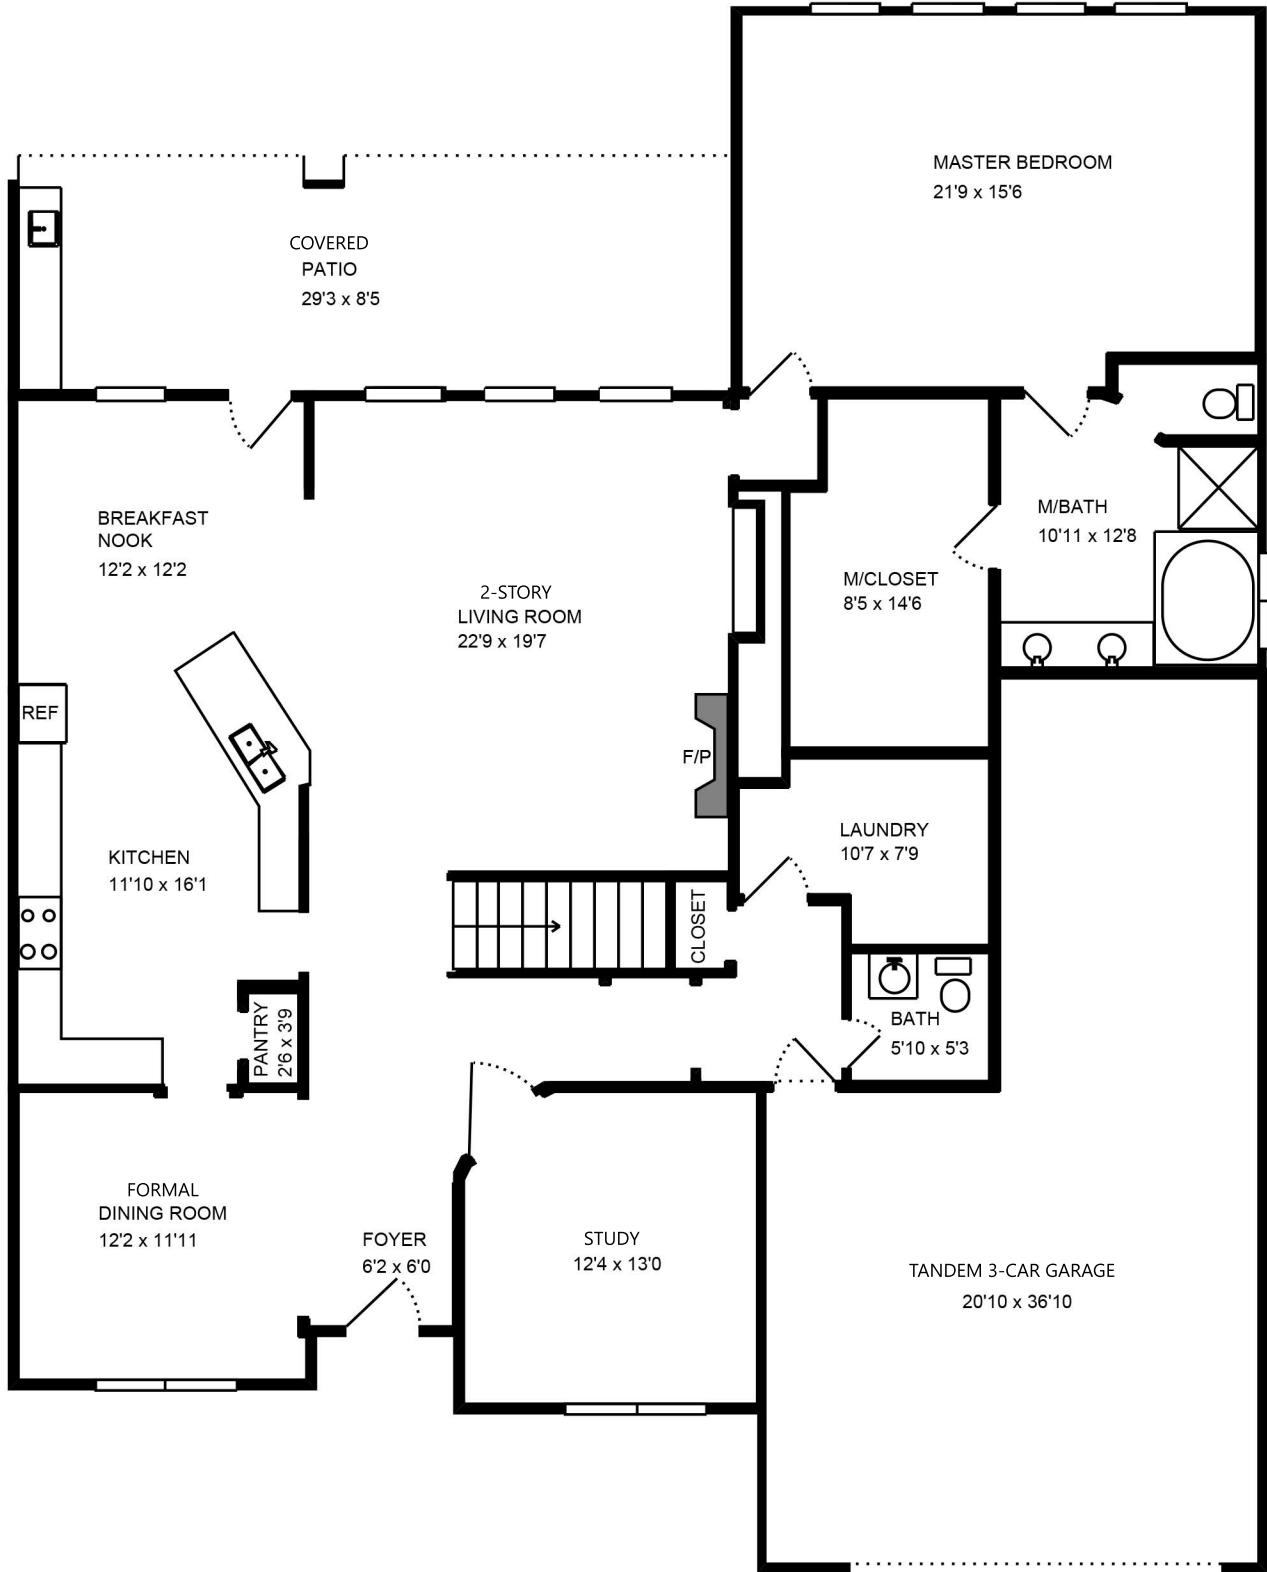 MASTER BEDROOM
21'9 x 15'6
COVERED
PATIO
29'3 x 8'5
BREAKFAST
NOOK
12'2 x 12'2
2-STORY
LIVING ROOM
22'9 x 19'7
M/CLOSET
8'5 x 14'6
M/BATH
10'11 x 12'8
REF
F/P
KITCHEN
11'10 x 16'1
LAUNDRY
10'7 x 7'9
CLOSET
PANTRY
2'6 x 3'9
BATH
5'10 x 5'3
FORMAL
DINING ROOM
12'2 x 11'11
FOYER
6'2 x 6'0
STUDY
12'4 x 13'0
TANDEM 3-CAR GARAGE
20'10 x 36'10